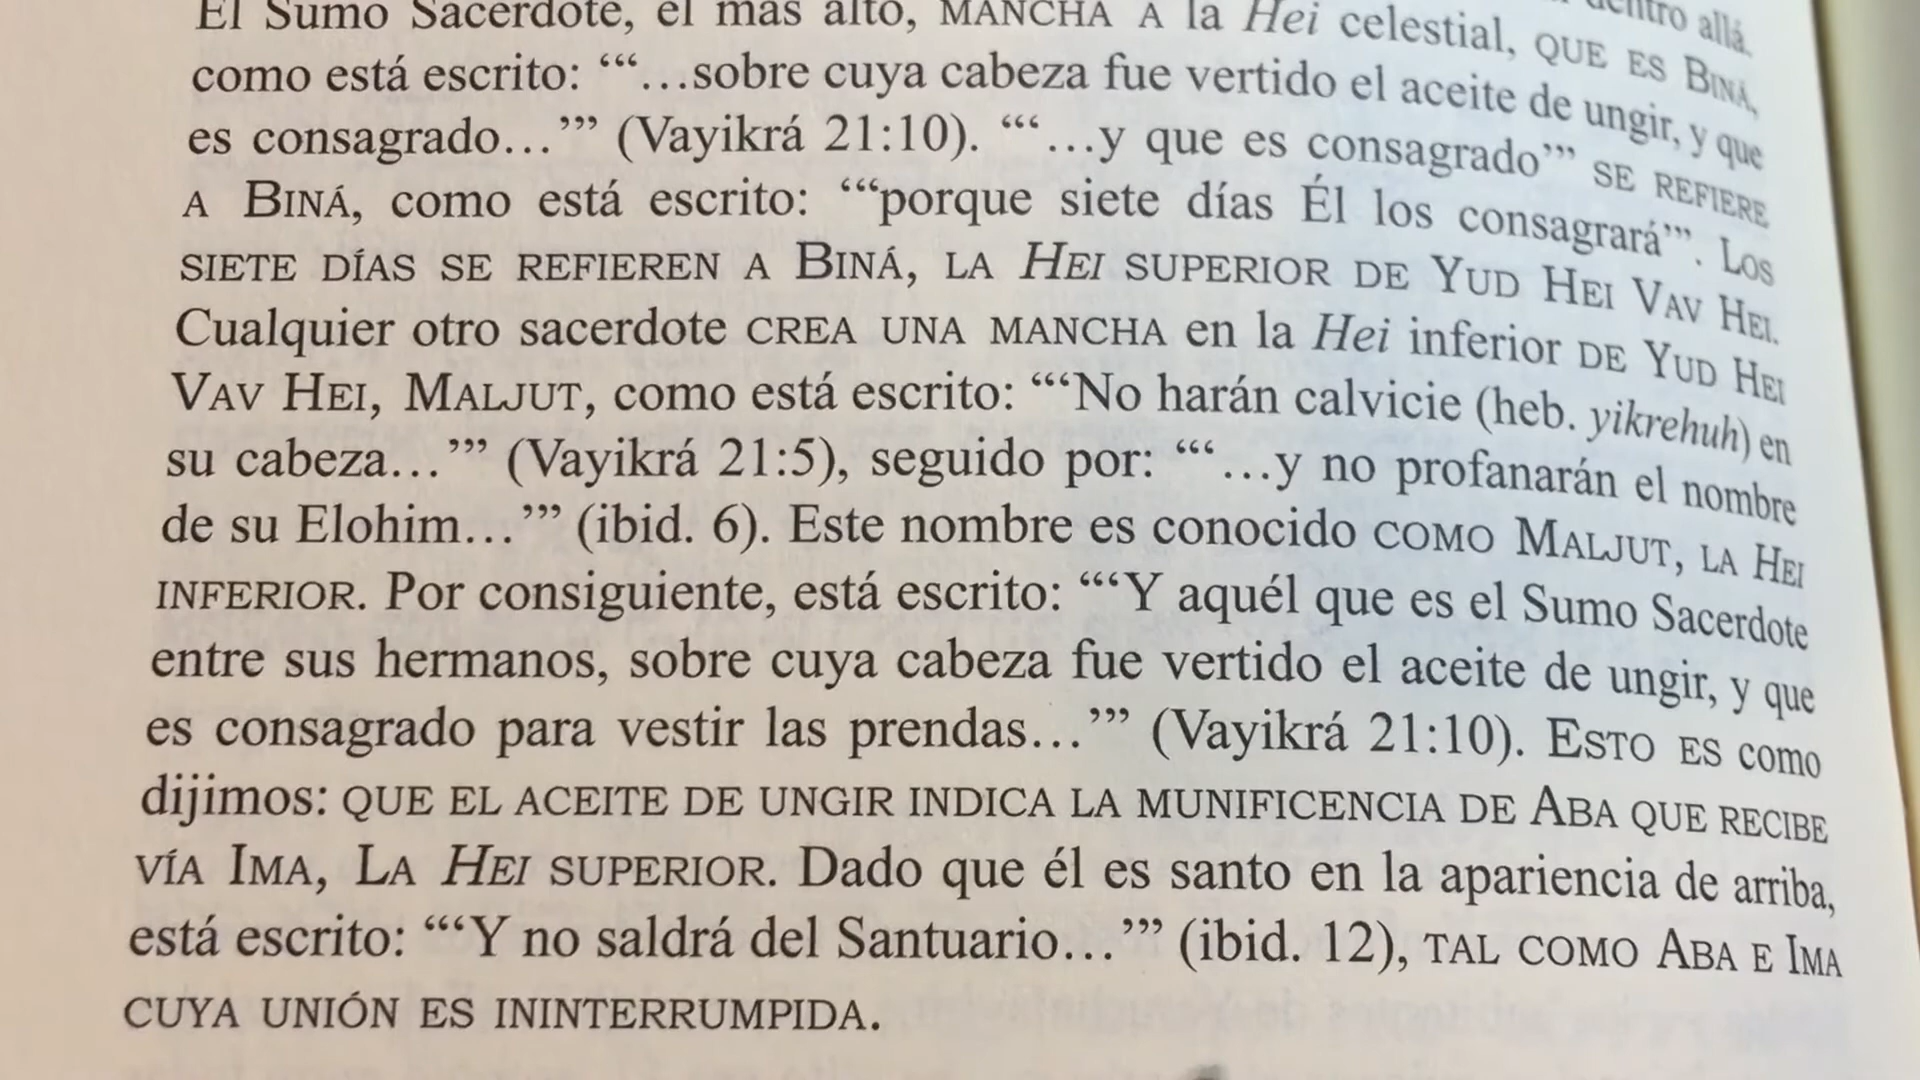 dentro allá.
El Sumo Sacerdote, el más alto, MANCHA A la Hei celestial, QUE ES BINÁ,
como está escrito: “‘“…sobre cuya cabeza fue vertido el aceite de ungir, y que
es consagrado…’”” (Vayikrá 21:10). “‘“…y que es consagrado’”” SE REFIERE
A BINÁ, como está escrito: “‘“porque siete días Él los consagrará’””. LOS
SIETE DÍAS SE REFIEREN A BINÁ, LA HEI SUPERIOR DE YUD HEI VAV HEI.
Cualquier otro sacerdote CREA UNA MANCHA en la Hei inferior DE YUD HEI
VAV HEI, MALJUT, como está escrito: “‘“No harán calvicie (heb. yikrehuh) en
su cabeza…’”” (Vayikrá 21:5), seguido por: “‘“…y no profanarán el nombre
de su Elohim…’”” (ibid. 6). Este nombre es conocido COMO MALJUT, LA HEI
INFERIOR. Por consiguiente, está escrito: “‘“Y aquél que es el Sumo Sacerdote
entre sus hermanos, sobre cuya cabeza fue vertido el aceite de ungir, y que
es consagrado para vestir las prendas…’”” (Vayikrá 21:10). ESTO ES como
dijimos: QUE EL ACEITE DE UNGIR INDICA LA MUNIFICENCIA DE ABA QUE RECIBE
VÍA IMA, LA HEI SUPERIOR. Dado que él es santo en la apariencia de arriba,
está escrito: “‘“Y no saldrá del Santuario…’”” (ibid. 12), TAL COMO ABA E IMA
CUYA UNIÓN ES ININTERRUMPIDA.